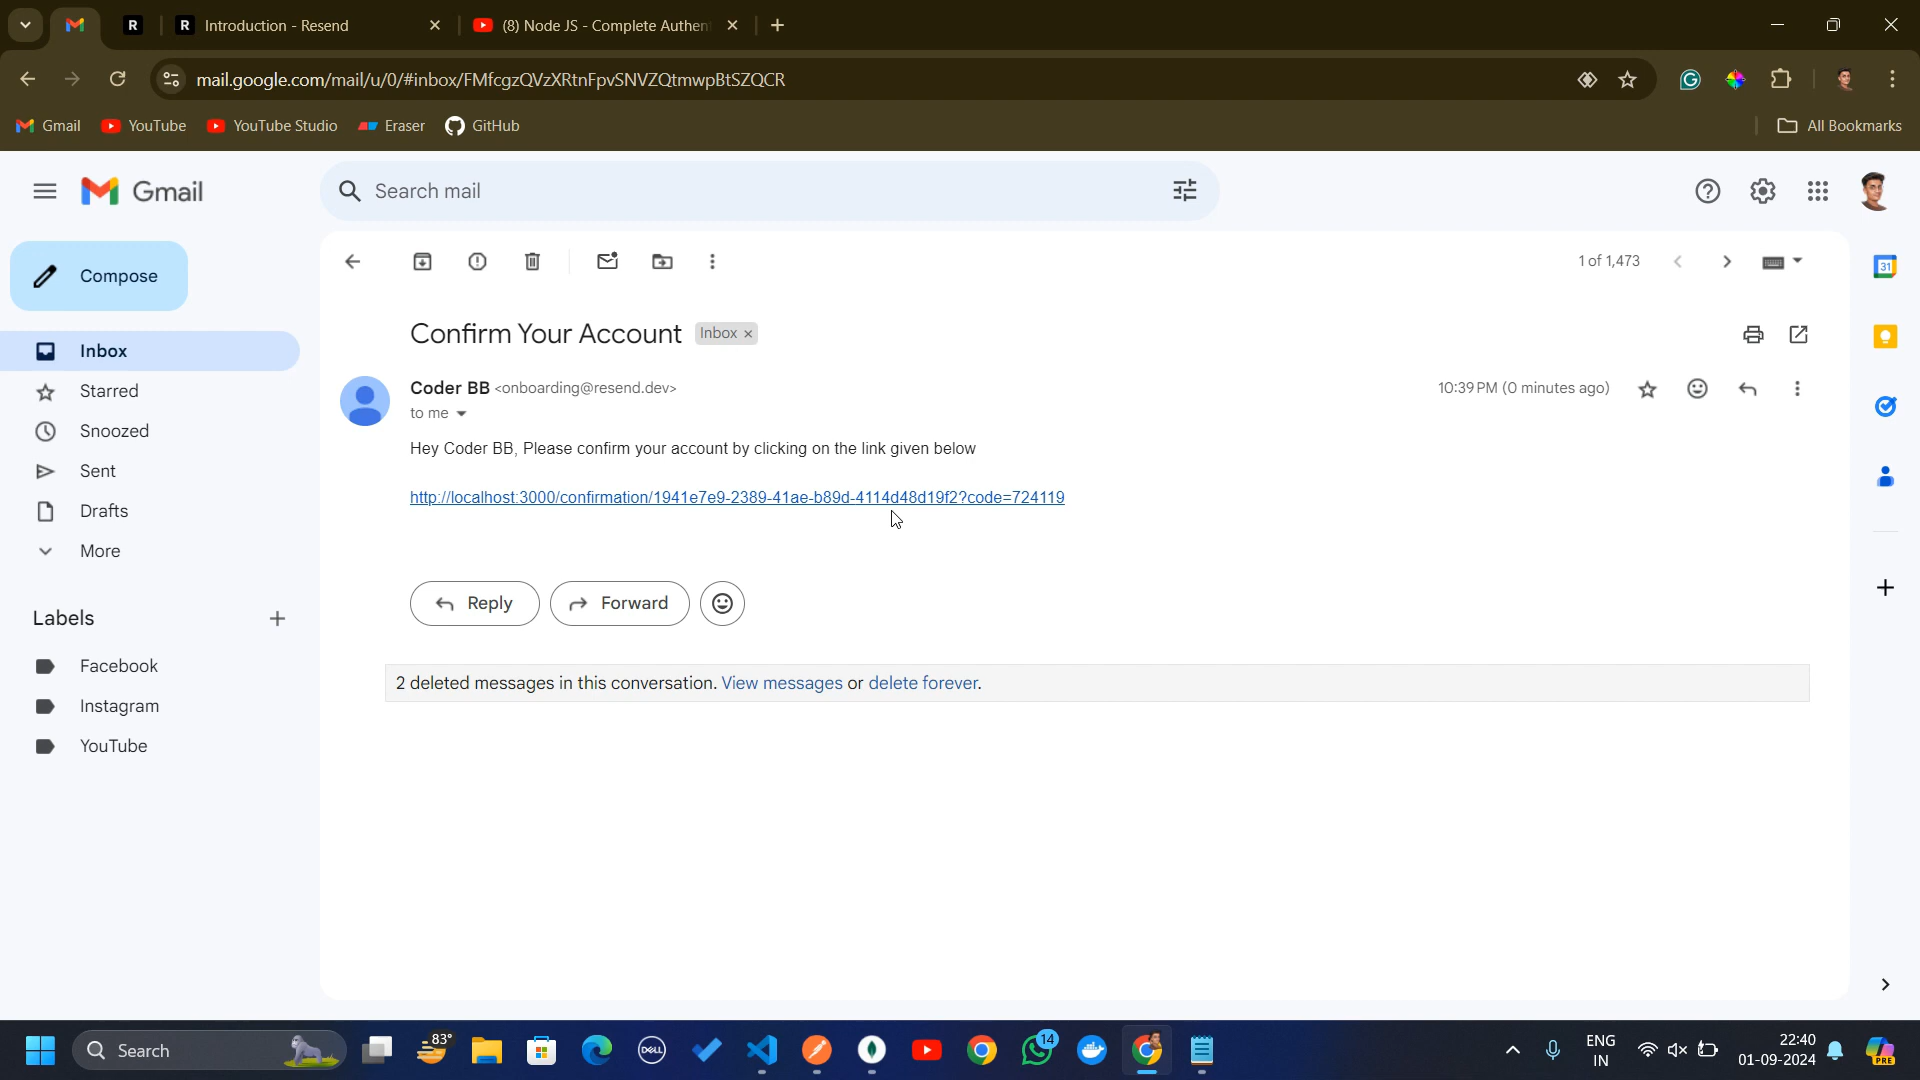 Introduction - Resend
(8) Node JS - Complete Authen
mail.google.com/mail/u/0/#inbox/FMfcgzQVzXRtnFpvSNVZQtmwpBtSZQCR
Gmail
YouTube
YouTube Studio
Eraser
GitHub
All Bookmarks
Gmail
Search mail
Compose
1 of 1,473
Confirm Your Account
Inbox ×
Inbox
Coder BB <onboarding@resend.dev>
10:39 PM (0 minutes ago)
to me
Starred
Hey Coder BB, Please confirm your account by clicking on the link given below
Snoozed
Sent
http://localhost:3000/confirmation/1941e7e9-2389-41ae-b89d-4114d48d19f2?code=724119
Drafts
More
Reply
Forward
Labels
Facebook
2 deleted messages in this conversation. View messages or delete forever.
Instagram
YouTube
31
Search
83°
DELL
14
ENG
IN
22:40
01-09-2024
PRE